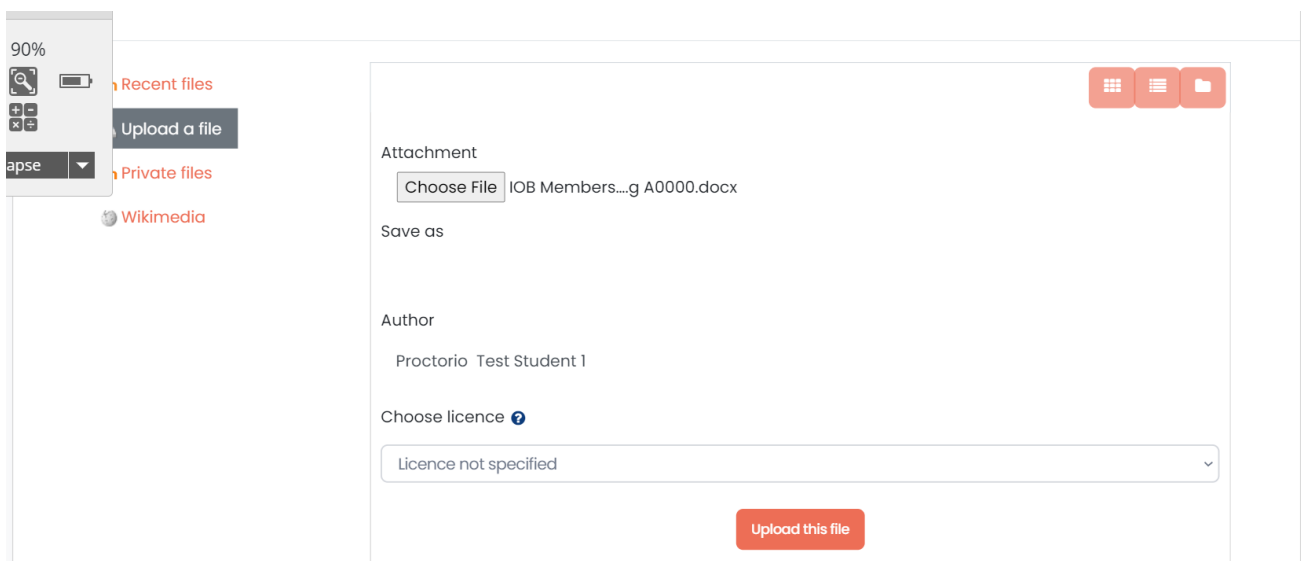 90%
Recent files
Upload a file
Attachment
apse
Private files
Choose File IOB Members....g A0000.docx
Wikimedia
Save as
Author
Proctorio Test Student 1
Choose licence ?
Licence not specified
Upload this file